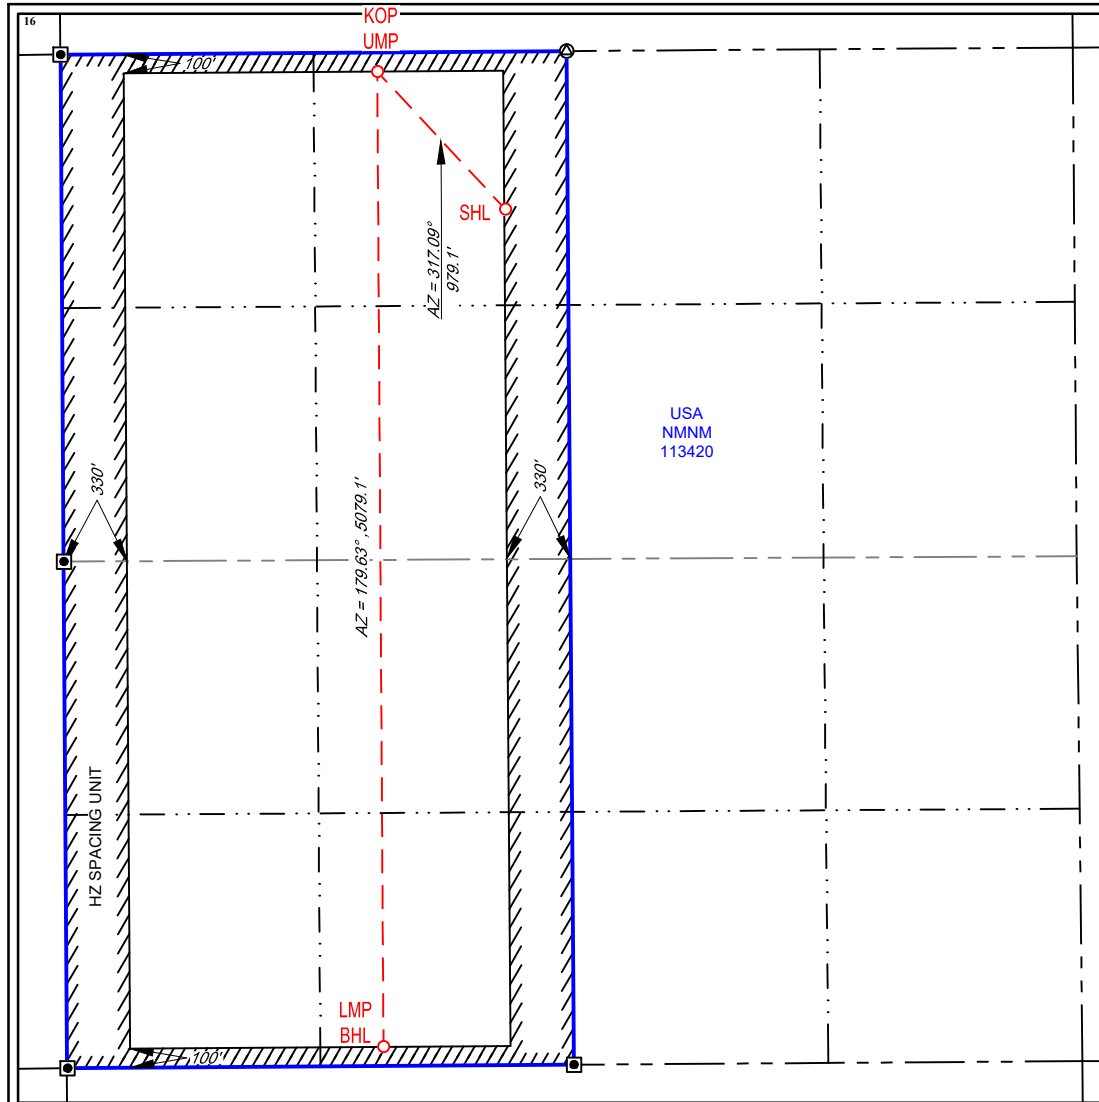 16
KOP
UMP
100'
SHL
AZ = 317.09°
979.1'
USA
NMNM
113420
330'
330'
AZ = 179.63° ,5079.1'
HZ SPACING UNIT
LMP
BHL
100'